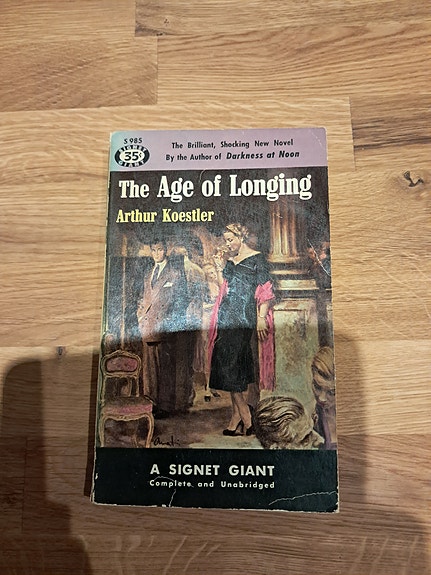 S 985
SIGNET
35¢
GIANT
The Brilliant, Shocking New Novel
By the Author of Darkness at Noon
The Age of Longing
Arthur Koestler
A SIGNET GIANT
Complete and Unabridged